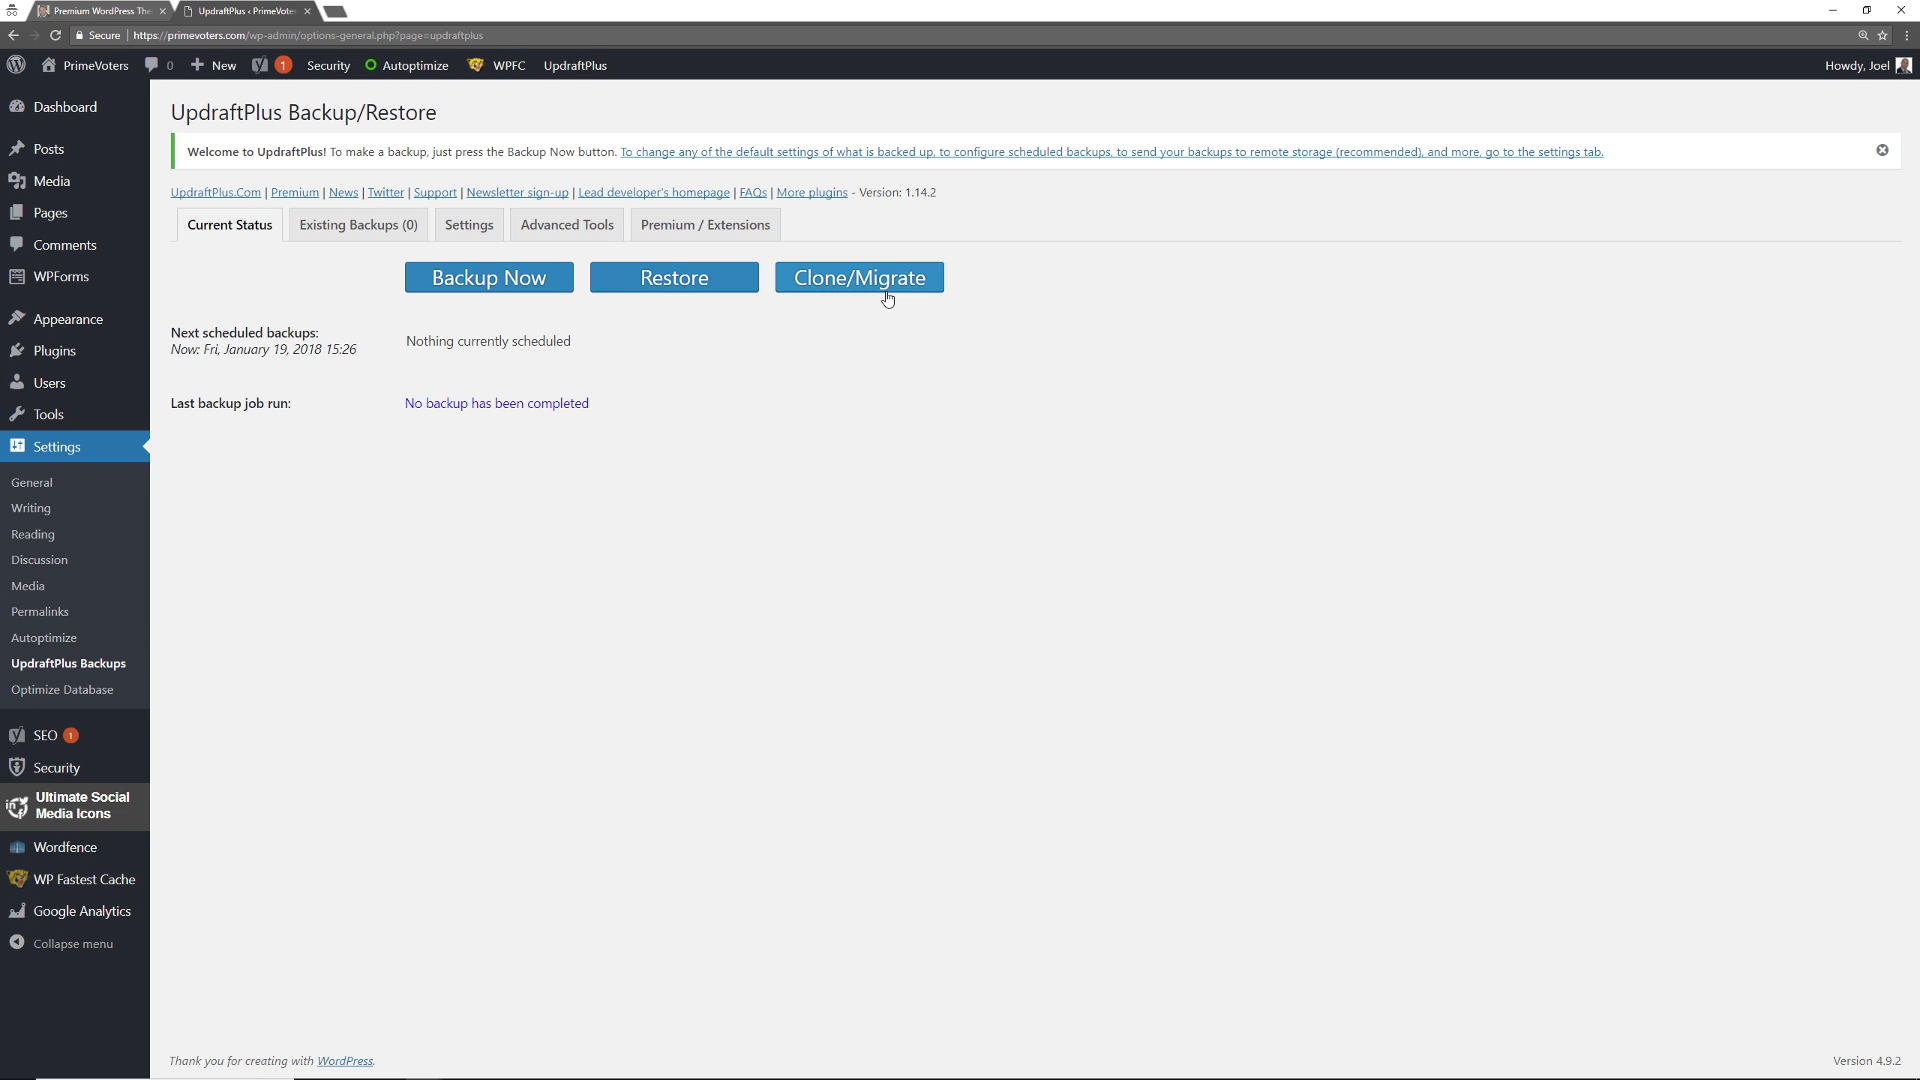 Premium WordPress The
UpdraftPlus ‹ PrimeVote
Secure | https://primevoters.com/wp-admin/options-general.php?page=updraftplus
PrimeVoters 0 New 1 Security Autoptimize WPFC UpdraftPlus Howdy, Joel
Dashboard
Posts
Media
Pages
Comments
WPForms
Appearance
Plugins
Users
Tools
Settings
General
Writing
Reading
Discussion
Media
Permalinks
Autoptimize
UpdraftPlus Backups
Optimize Database
SEO 1
Security
Ultimate Social
Media Icons
Wordfence
WP Fastest Cache
Google Analytics
Collapse menu
UpdraftPlus Backup/Restore
Welcome to UpdraftPlus! To make a backup, just press the Backup Now button. To change any of the default settings of what is backed up, to configure scheduled backups, to send your backups to remote storage (recommended), and more, go to the settings tab.
UpdraftPlus.Com | Premium | News | Twitter | Support | Newsletter sign-up | Lead developer's homepage | FAQs | More plugins - Version: 1.14.2
Current Status Existing Backups (0) Settings Advanced Tools Premium / Extensions
Backup Now Restore Clone/Migrate
Next scheduled backups:
Now: Fri, January 19, 2018 15:26
Nothing currently scheduled
Last backup job run: No backup has been completed
Thank you for creating with WordPress. Version 4.9.2